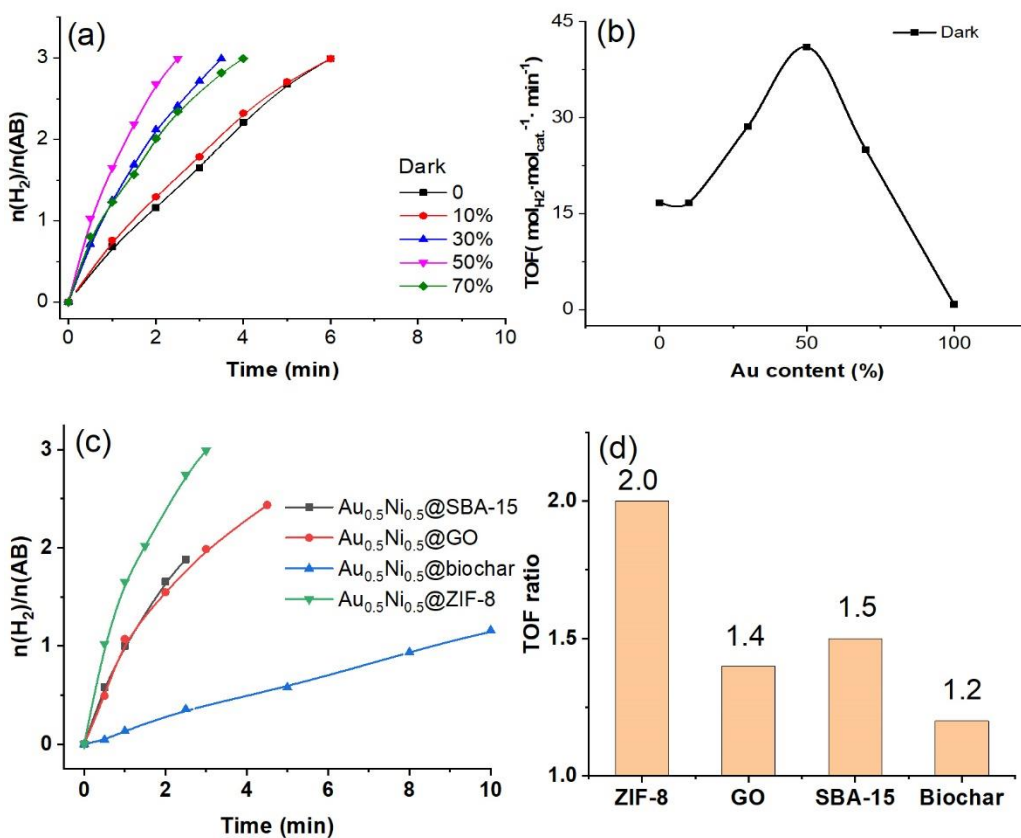 (a)
n(H₂)/n(AB)
3
2
1
0
Dark
0
10%
30%
50%
70%
0 2 4 6 8 10
Time (min)
(b)
TOF( mol_H2·mol_cat.⁻¹· min⁻¹)
45
30
15
0
Dark
0 50 100
Au content (%)
(c)
n(H₂)/n(AB)
3
2
1
0
Au₀.₅Ni₀.₅@SBA-15
Au₀.₅Ni₀.₅@GO
Au₀.₅Ni₀.₅@biochar
Au₀.₅Ni₀.₅@ZIF-8
0 2 4 6 8 10
Time (min)
(d)
TOF ratio
2.0
1.5
1.0
2.0
1.4
1.5
1.2
ZIF-8 GO SBA-15 Biochar